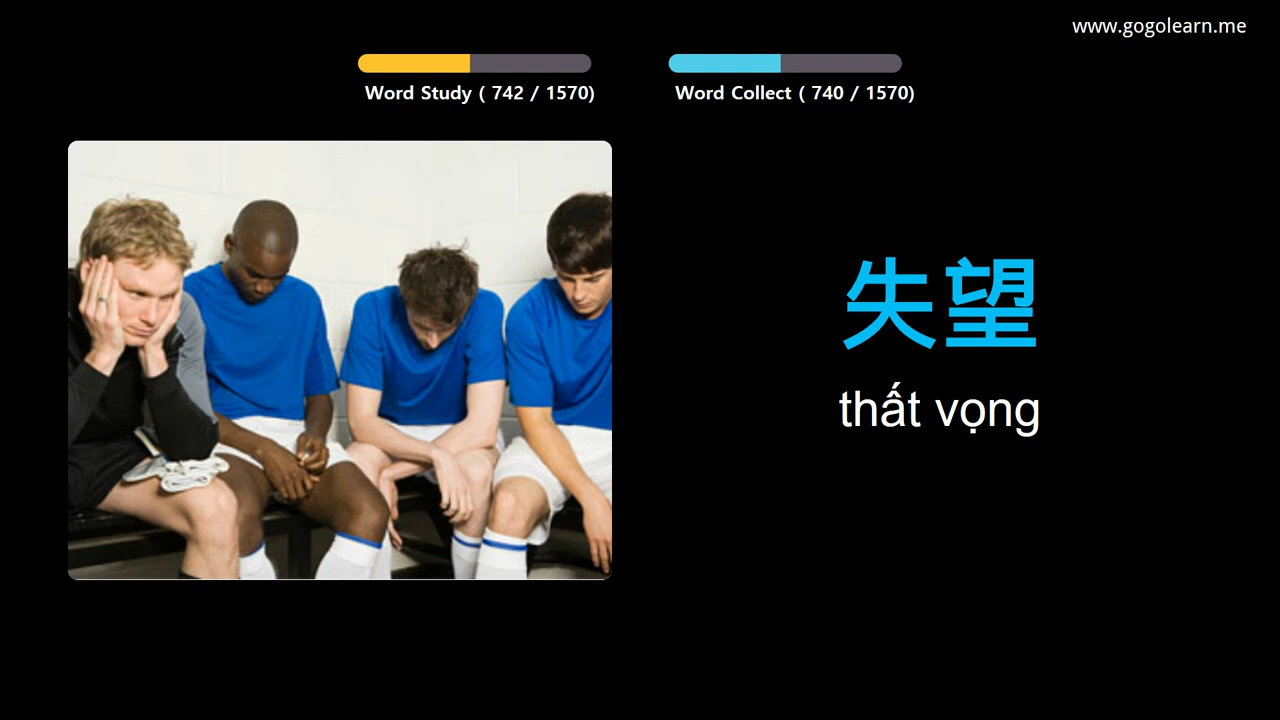 www.gogolearn.me
Word Study ( 742 / 1570)
Word Collect ( 740 / 1570)
失望
thất vọng